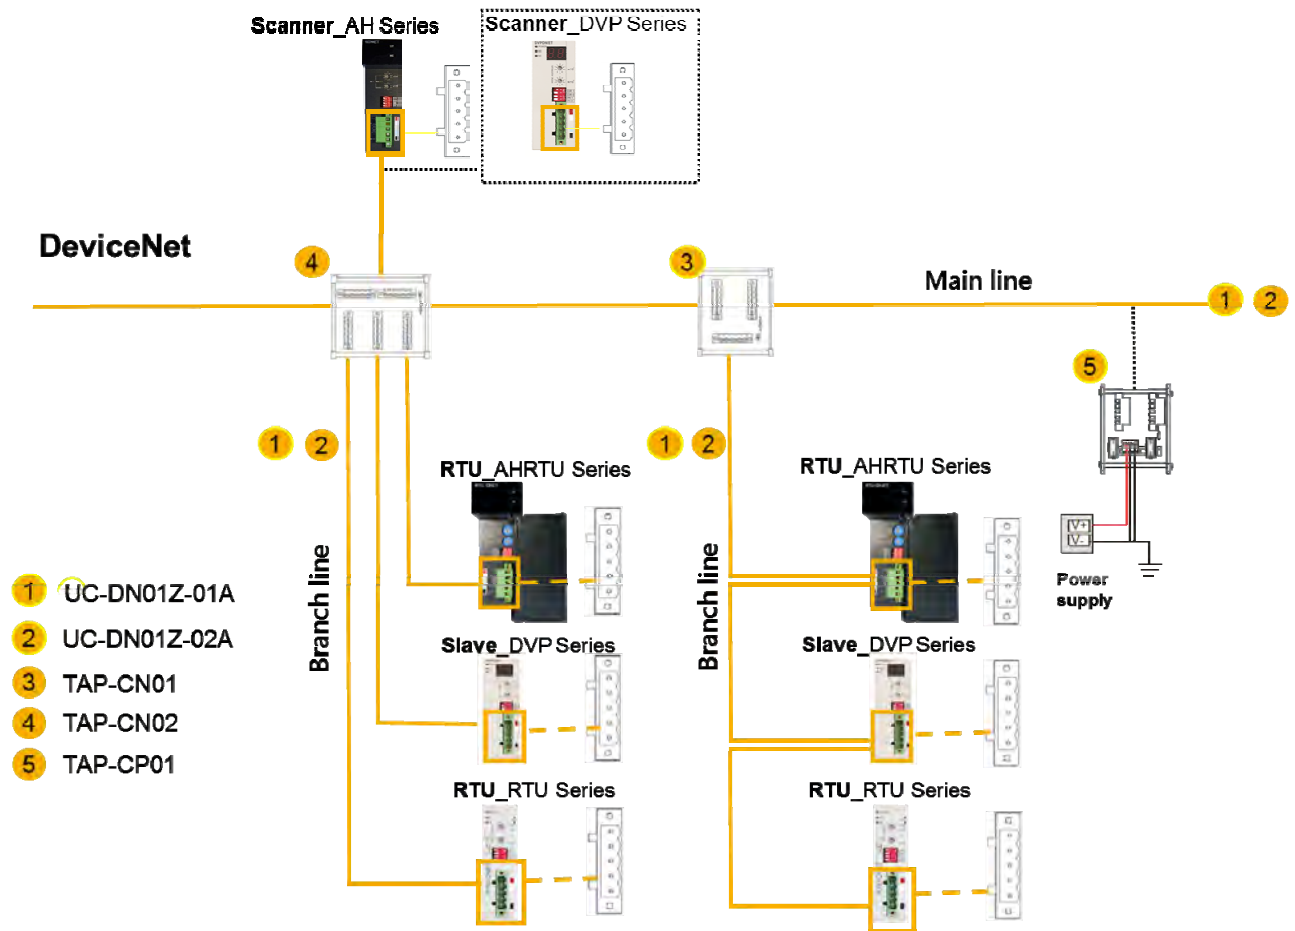 Scanner_AH Series
Scanner_DVP Series
DeviceNet
4
3
Main line
1
2
5
1
2
1
2
RTU_AHRTU Series
RTU_AHRTU Series
V+
V-
Power
supply
Branch line
Branch line
1 UC-DN01Z-01A
2 UC-DN01Z-02A
3 TAP-CN01
4 TAP-CN02
5 TAP-CP01
Slave_DVP Series
Slave_DVP Series
RTU_RTU Series
RTU_RTU Series